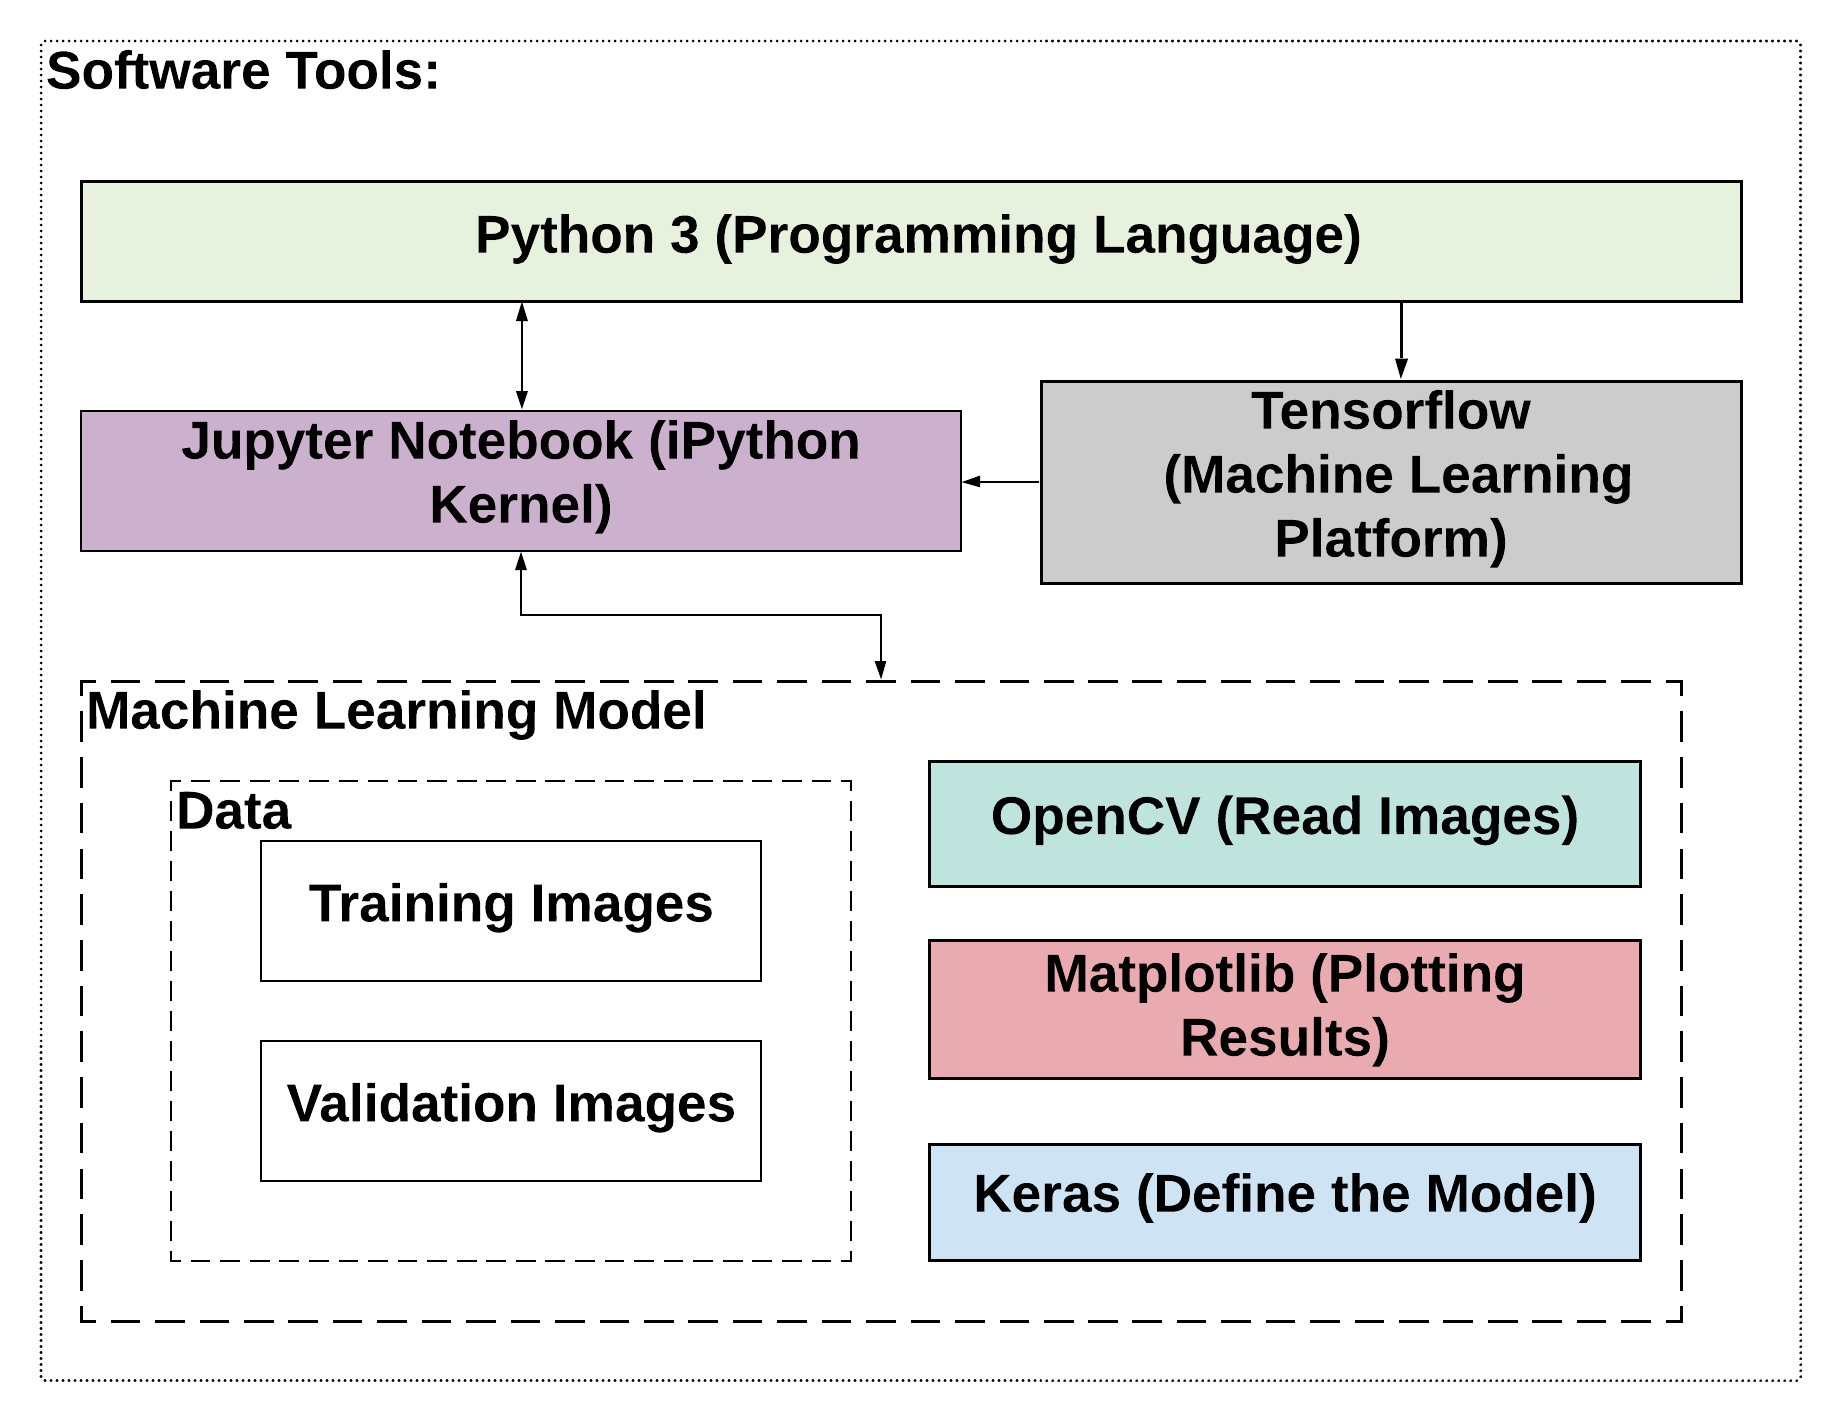 Software Tools:
Python 3 (Programming Language)
Jupyter Notebook (iPython
Kernel)
Tensorflow
(Machine Learning
Platform)
Machine Learning Model
Data
Training Images
Validation Images
OpenCV (Read Images)
Matplotlib (Plotting
Results)
Keras (Define the Model)